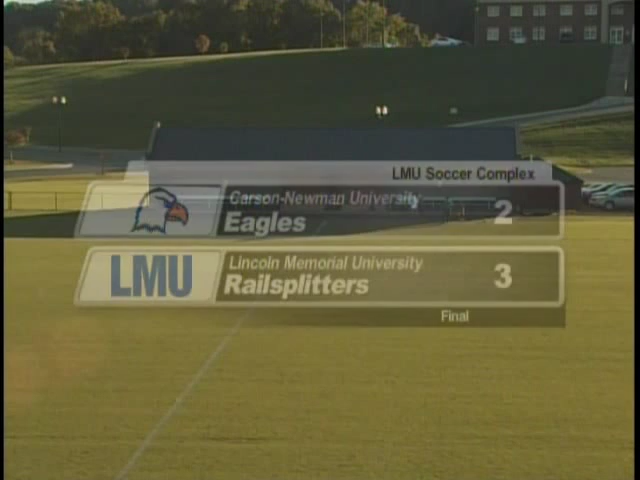 LMU Soccer Complex
Carson-Newman University
Eagles
2
LMU
Lincoln Memorial University
Railsplitters
3
Final